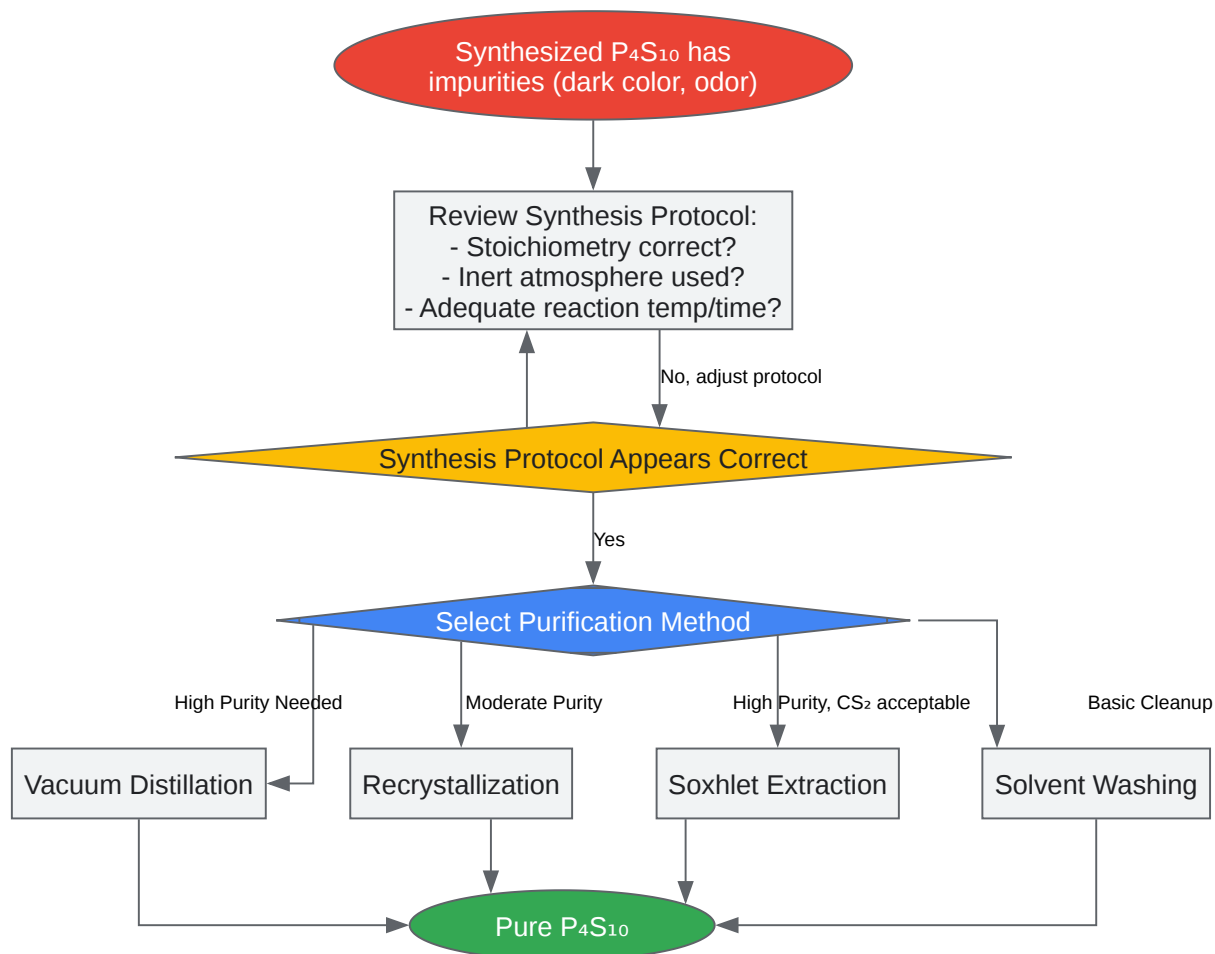 Synthesized P₄S₁₀ has
impurities (dark color, odor)
Review Synthesis Protocol:
- Stoichiometry correct?
- Inert atmosphere used?
- Adequate reaction temp/time?
No, adjust protocol
Synthesis Protocol Appears Correct
Yes
Select Purification Method
High Purity Needed
Moderate Purity
High Purity, CS₂ acceptable
Basic Cleanup
Vacuum Distillation
Recrystallization
Soxhlet Extraction
Solvent Washing
Pure P₄S₁₀